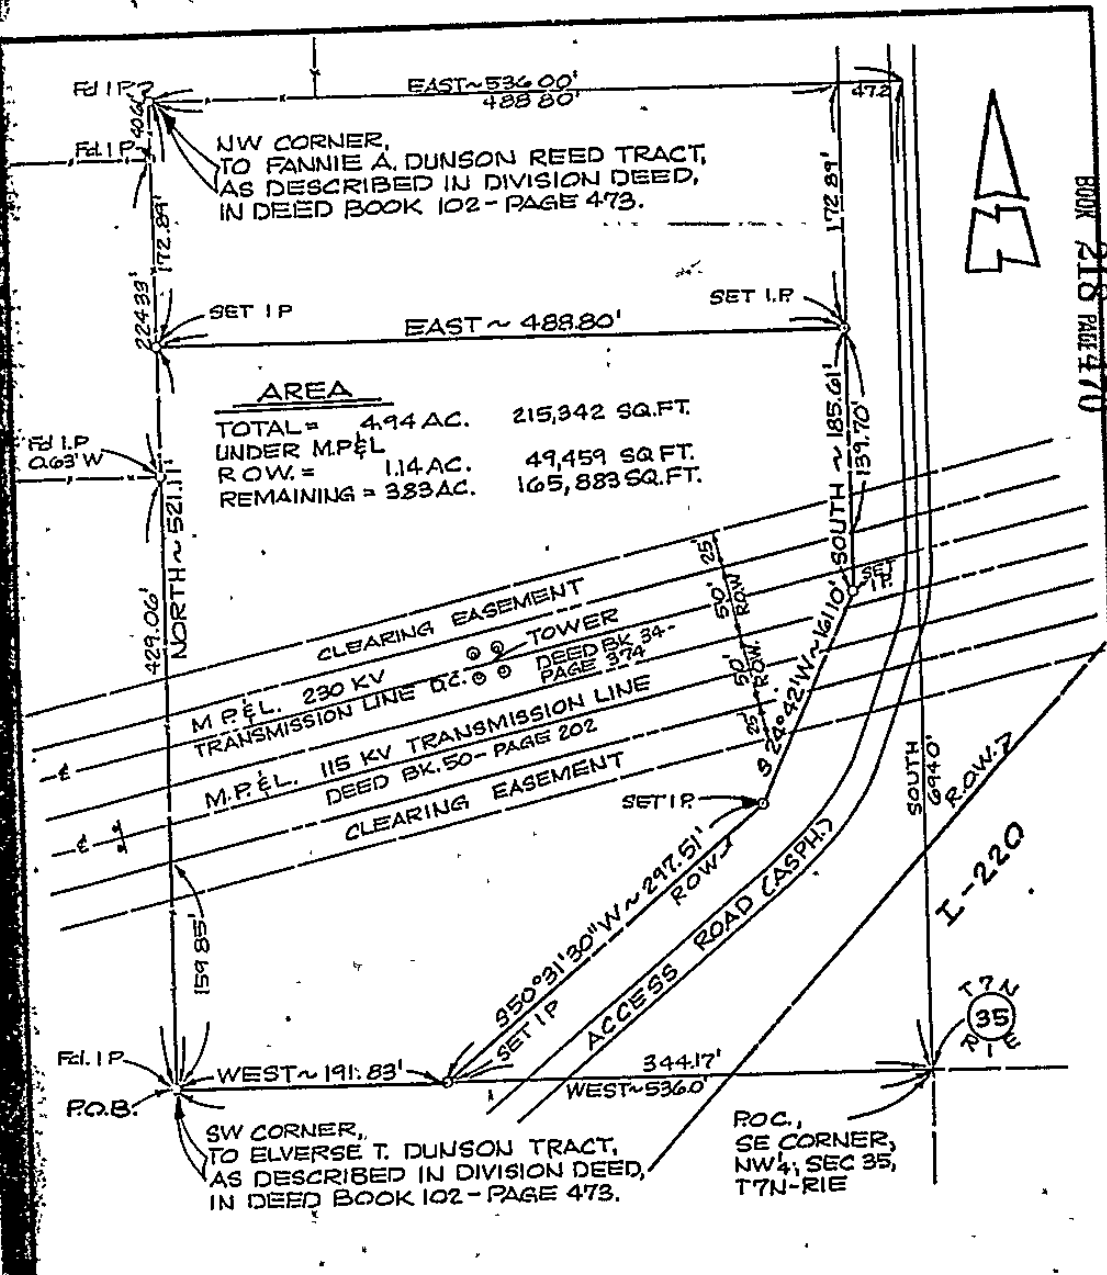 Fd I P.
EAST~536.00'
488.80'
47.2
40.6
Fd. I P.
NW CORNER,
TO FANNIE A. DUNSON REED TRACT,
AS DESCRIBED IN DIVISION DEED,
IN DEED BOOK 102-PAGE 473.
172.89'
172.89'
BOOK 218 PAGE 470
224.33'
SET I P
SET I.P.
EAST ~ 488.80'
AREA
TOTAL = 4.94 AC. 215,342 SQ.FT.
UNDER M.P.&L
R.O.W. = 1.14 AC. 49,459 SQ FT.
REMAINING = 3.83 AC. 165,883 SQ.FT.
Fd I.P
0.63' W
NORTH ~ 521.11'
SOUTH ~ 185.61'
139.70'
429.06'
SET
I P.
25'
50'
ROW
50'
ROW.
25'
CLEARING EASEMENT
TOWER
DEED BK 34-
PAGE 374
M.P.&L. 230 KV
TRANSMISSION LINE D.C.
M.P.&L. 115 KV TRANSMISSION LINE
DEED BK. 50-PAGE 202
CLEARING EASEMENT
S 24°42'W~161.10'
SOUTH
694.0'
R.O.W.
SET I P.
S50°31'30"W~297.51'
ROW
ACCESS ROAD (ASPH.)
I-220
159.85'
SET I P
T7N
35
R1E
Fd. I P.
WEST~191.83'
344.17'
WEST~536.0'
P.O.B.
SW CORNER,
TO ELVERSE T. DUNSON TRACT,
AS DESCRIBED IN DIVISION DEED,
IN DEED BOOK 102-PAGE 473.
P.O.C.,
SE CORNER,
NW¼, SEC 35,
T7N-R1E